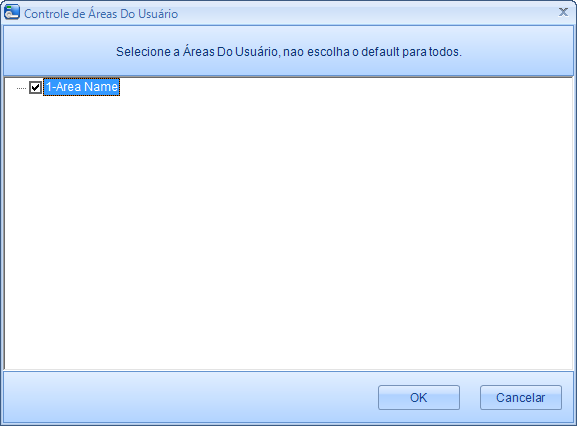 Controle de Áreas Do Usuário
Selecione a Áreas Do Usuário, nao escolha o default para todos.
1-Area Name
OK
Cancelar